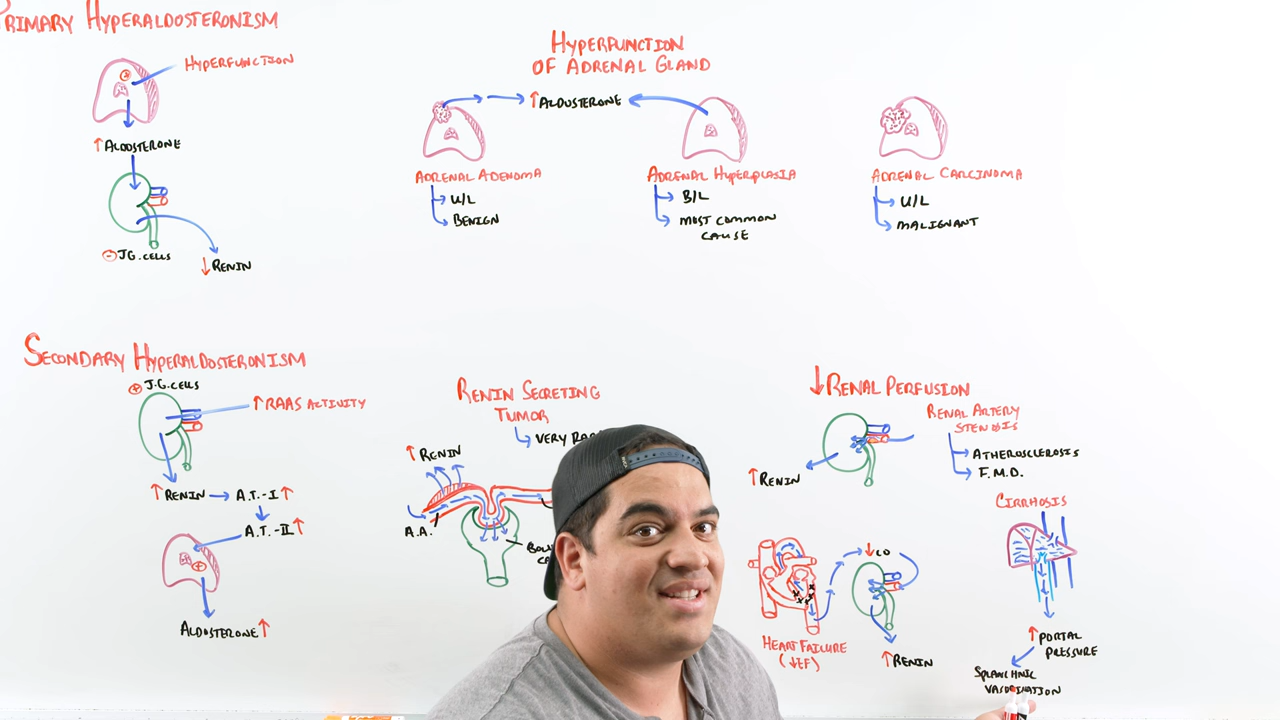 PRIMARY HYPERALDOSTERONISM
HYPERFUNCTION
↑ALDOSTERONE
⊖ J.G. CELLS
↓RENIN
HYPERFUNCTION
OF ADRENAL GLAND
↑ALDOSTERONE
ADRENAL ADENOMA
U/L
BENIGN
ADRENAL HYPERPLASIA
B/L
MOST COMMON
CAUSE
ADRENAL CARCINOMA
U/L
MALIGNANT
SECONDARY HYPERALDOSTERONISM
⊕ J.G. CELLS
↑RAAS ACTIVITY
↑RENIN → A.T.-I↑
A.T.-II↑
ALDOSTERONE↑
RENIN SECRETING
TUMOR
VERY
↑RENIN
A.A.
↓RENAL PERFUSION
RENAL ARTERY
STENOSIS
ATHEROSCLEROSIS
F.M.D.
↑RENIN
CIRRHOSIS
↑PORTAL
PRESSURE
SPLANCHNIC
↓CO
HEART FAILURE
(↓EF)
↑RENIN